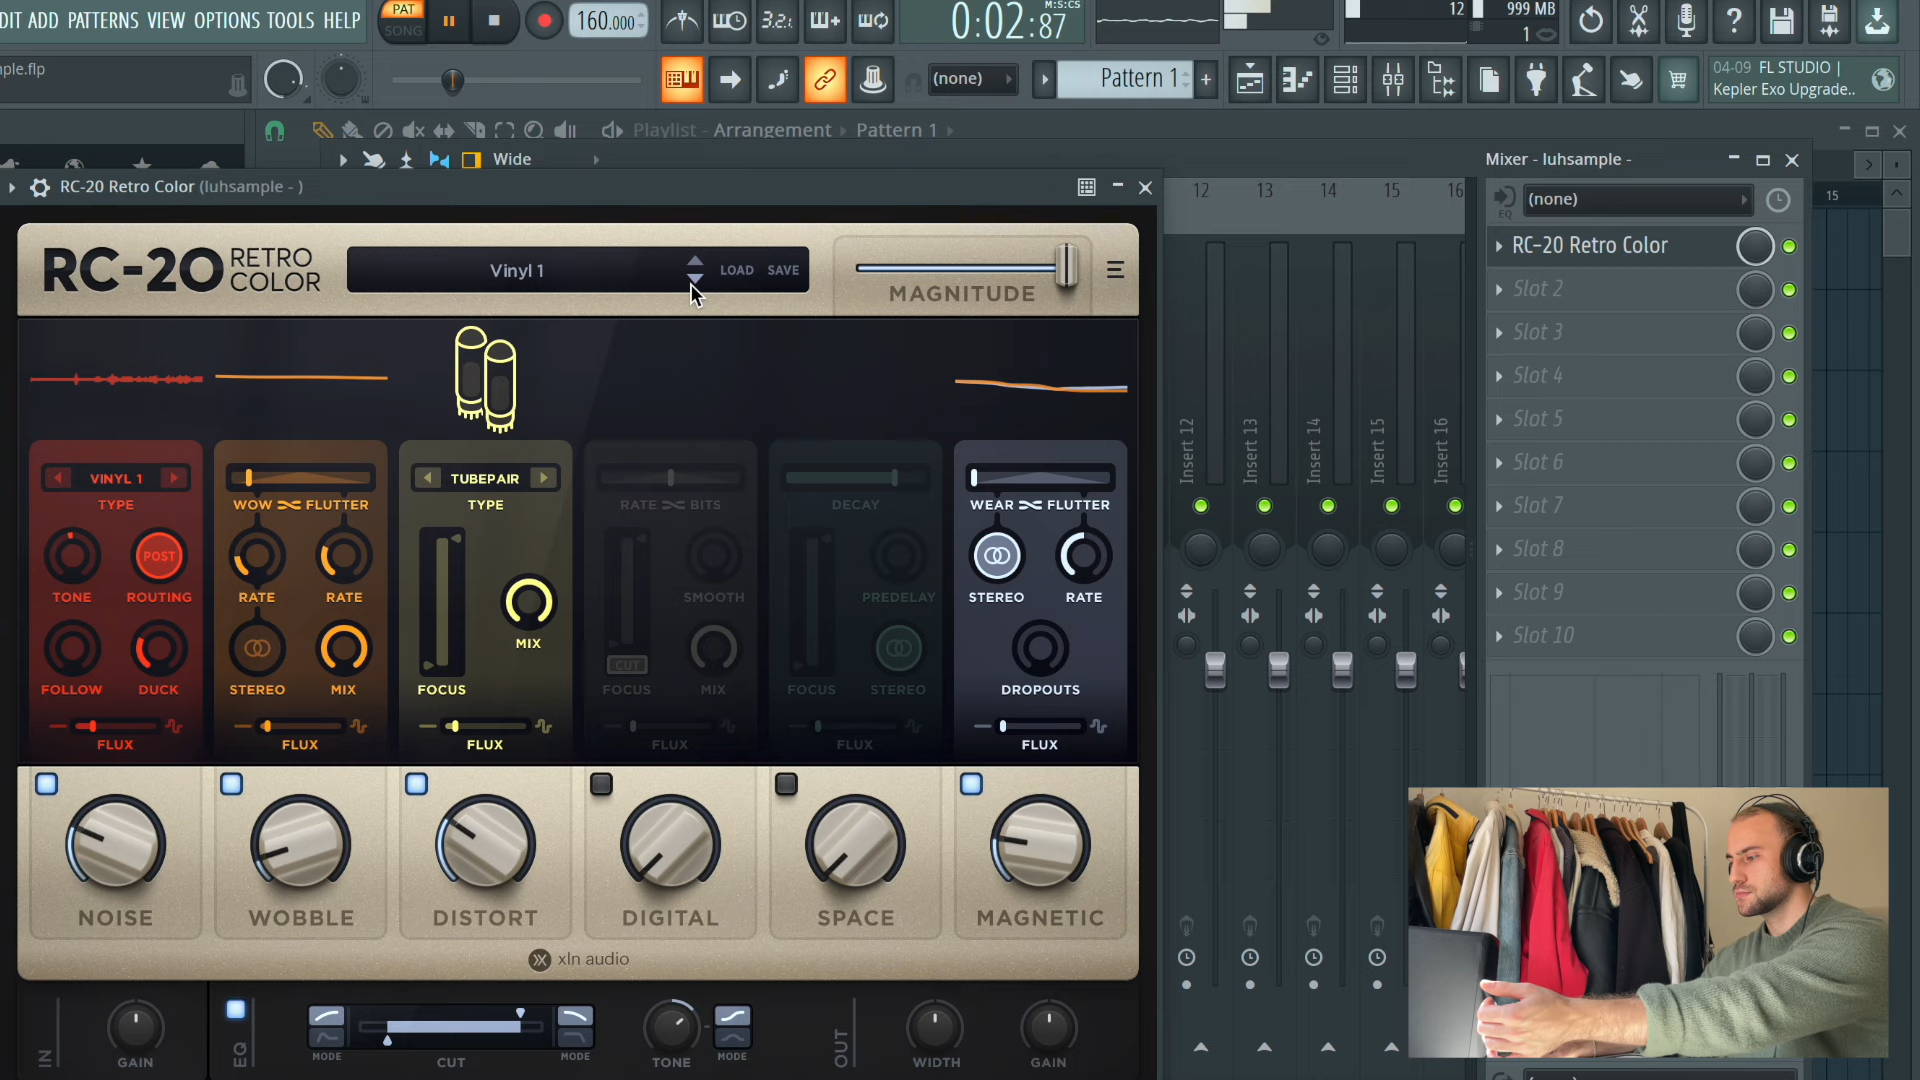 DIT ADD PATTERNS VIEW OPTIONS TOOLS HELP
PAT
SONG
160.000
3.2.
0:02:87
M:S:CS
12
999 MB
1
ple.flp
(none)
Pattern 1
+
04-09 FL STUDIO |
Kepler Exo Upgrade..
Playlist - Arrangement
Pattern 1
Wide
Mixer - luhsample -
RC-20 Retro Color (luhsample - )
12 13 14 15 16
15
(none)
EQ
RC-20 RETRO COLOR
Vinyl 1
LOAD SAVE
MAGNITUDE
RC-20 Retro Color
Slot 2
Slot 3
Slot 4
Slot 5
Slot 6
Slot 7
Slot 8
Slot 9
Slot 10
Insert 12
Insert 13
Insert 14
Insert 15
Insert 16
VINYL 1
TYPE
TONE
POST
ROUTING
FOLLOW
DUCK
FLUX
WOW FLUTTER
RATE
RATE
STEREO
MIX
FLUX
TUBEPAIR
TYPE
MIX
FOCUS
FLUX
RATE BITS
SMOOTH
CUT
FOCUS
MIX
FLUX
DECAY
PREDELAY
FOCUS
STEREO
FLUX
WEAR FLUTTER
STEREO
RATE
DROPOUTS
FLUX
NOISE
WOBBLE
DISTORT
DIGITAL
SPACE
MAGNETIC
xln audio
IN
GAIN
EQ
MODE
CUT
MODE
TONE
MODE
OUT
WIDTH
GAIN